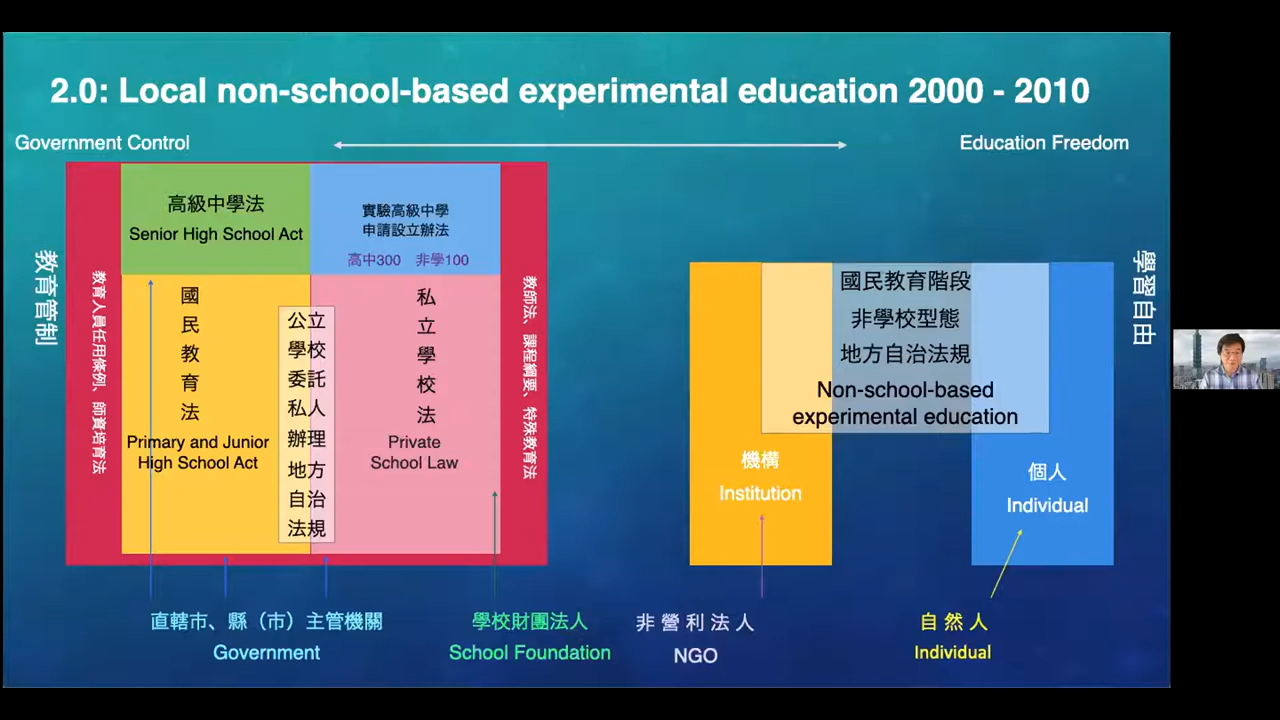 2.0: Local non-school-based experimental education 2000 - 2010
Government Control
Education Freedom
教育管制
教育人員任用條例、師資培育法
高級中學法
Senior High School Act
實驗高級中學
申請設立辦法
高中300 非學100
國民教育法
Primary and Junior
High School Act
公立
學校
委託
私人
辦理
地方
自治
法規
私立學校法
Private
School Law
教師法、課程綱要、特殊教育法
國民教育階段
非學校型態
地方自治法規
Non-school-based
experimental education
機構
Institution
個人
Individual
學習自由
直轄市、縣（市）主管機關
Government
學校財團法人
School Foundation
非營利法人
NGO
自然人
Individual